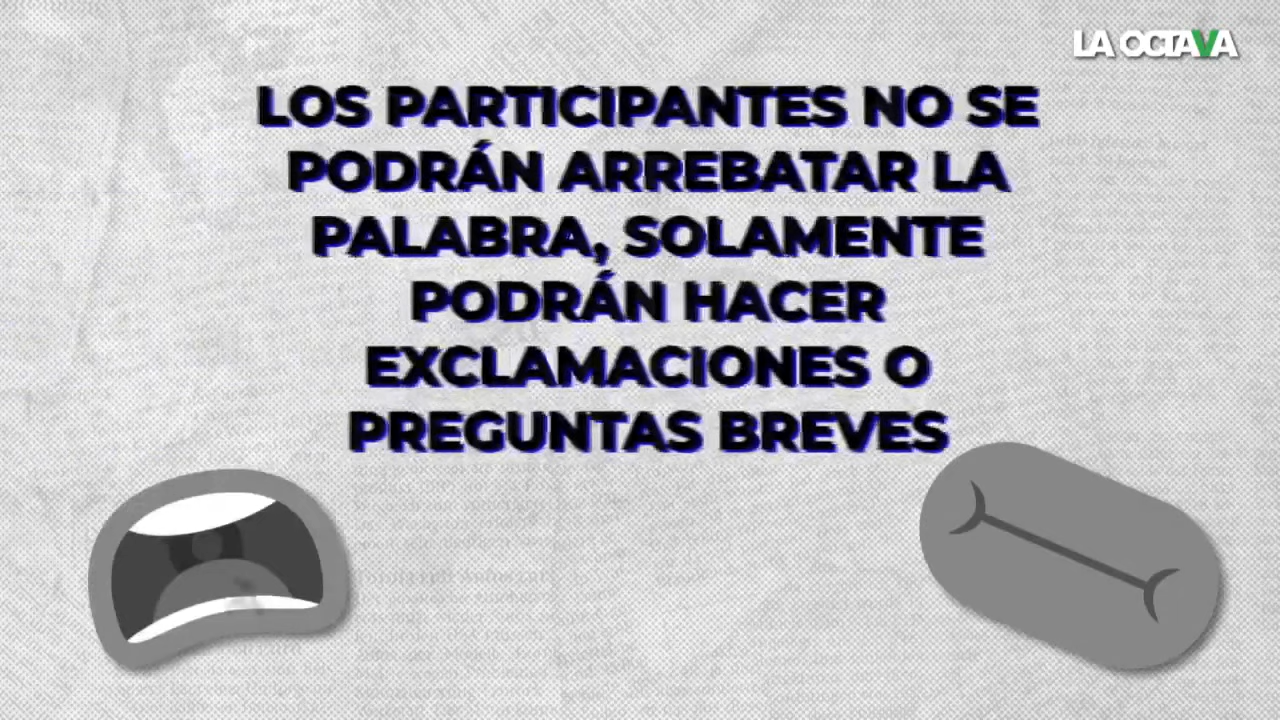 LA OCTAVA
LOS PARTICIPANTES NO SE
PODRÁN ARREBATAR LA
PALABRA, SOLAMENTE
PODRÁN HACER
EXCLAMACIONES O
PREGUNTAS BREVES